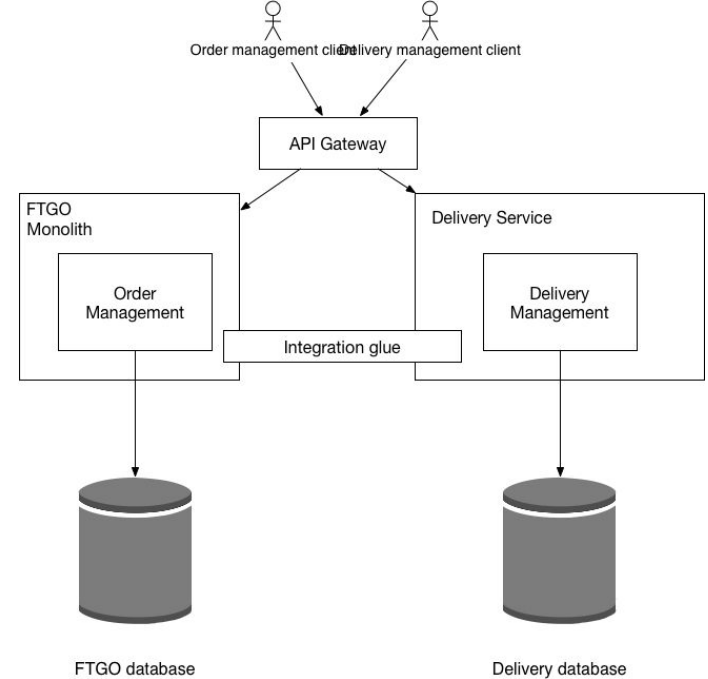 Order management client
Delivery management client
API Gateway
FTGO
Monolith
Delivery Service
Order
Management
Delivery
Management
Integration glue
FTGO database
Delivery database